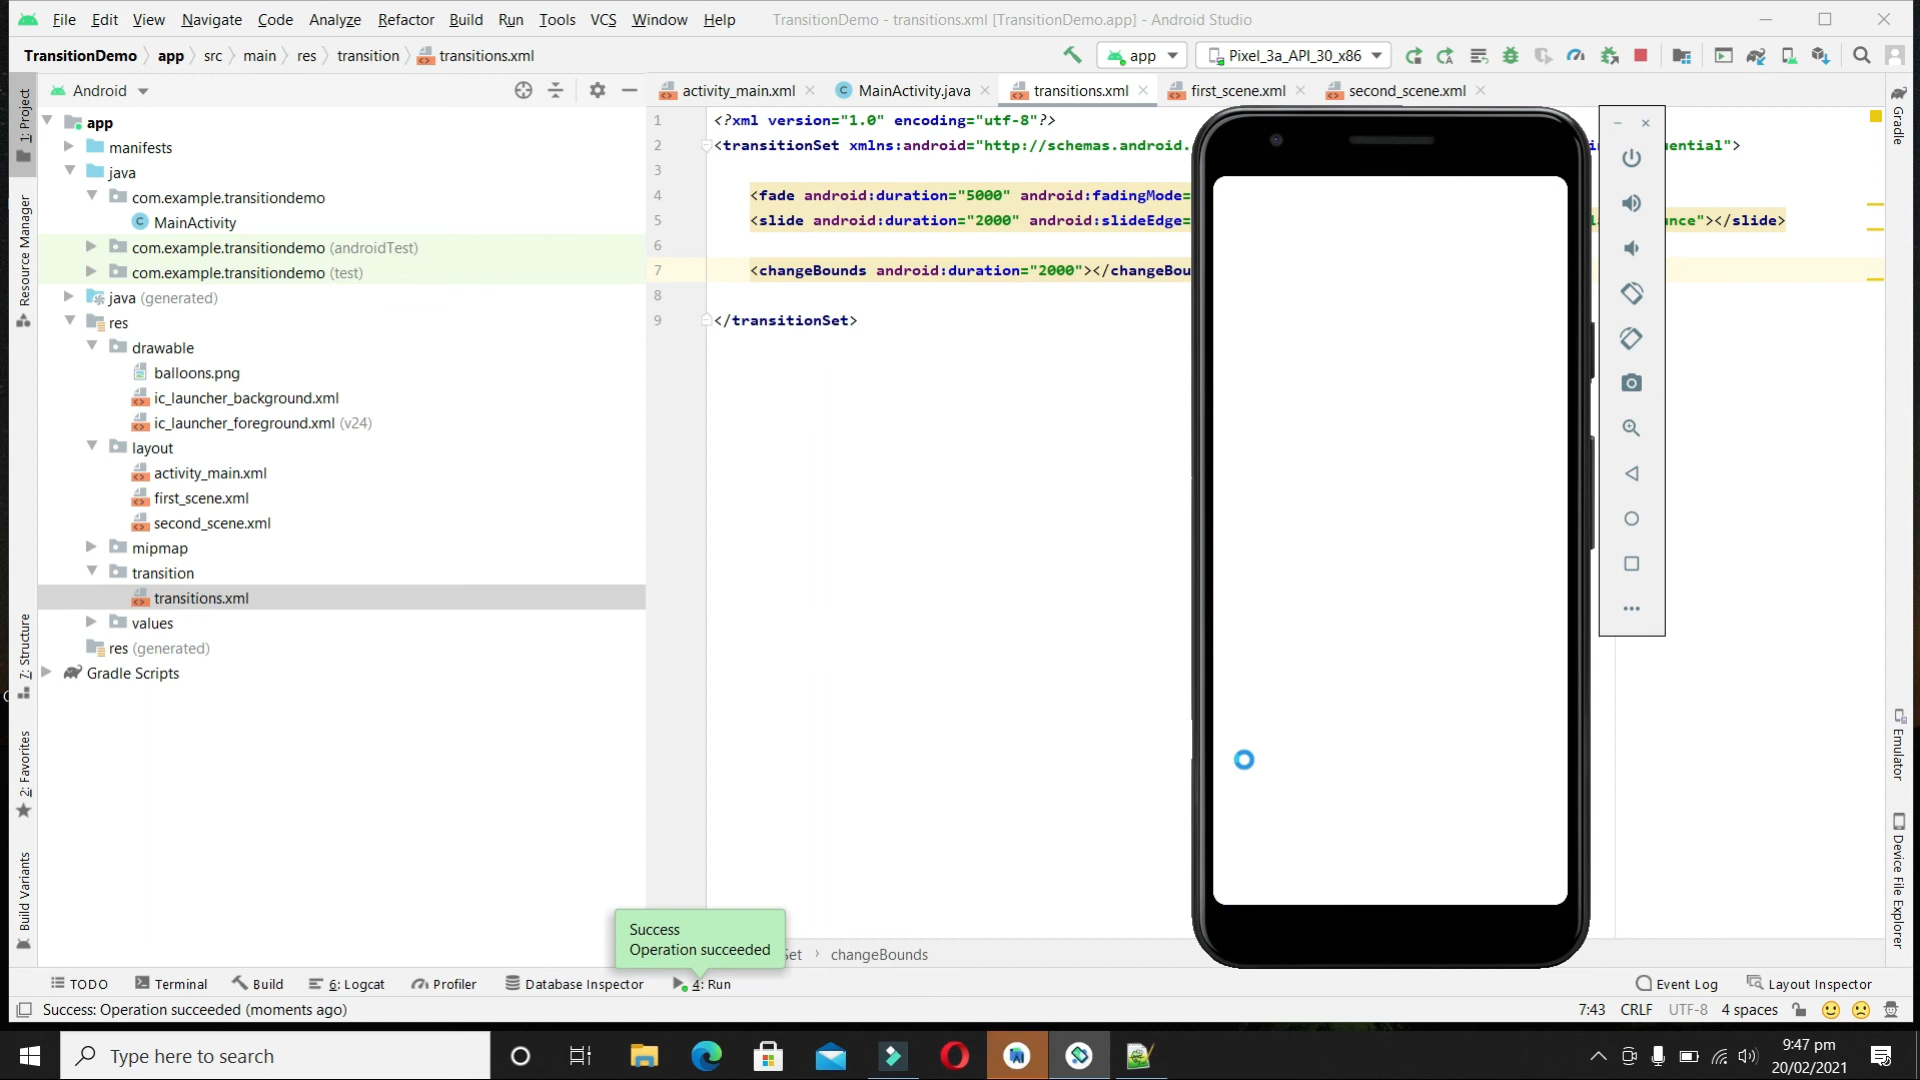 File Edit View Navigate Code Analyze Refactor Build Run Tools VCS Window Help TransitionDemo - transitions.xml [TransitionDemo.app] - Android Studio
TransitionDemo app src main res transition transitions.xml app Pixel_3a_API_30_x86
Android
activity_main.xml MainActivity.java transitions.xml first_scene.xml second_scene.xml
1: Project
Resource Manager
7: Structure
2: Favorites
Build Variants
app
manifests
java
com.example.transitiondemo
MainActivity
com.example.transitiondemo (androidTest)
com.example.transitiondemo (test)
java (generated)
res
drawable
balloons.png
ic_launcher_background.xml
ic_launcher_foreground.xml (v24)
layout
activity_main.xml
first_scene.xml
second_scene.xml
mipmap
transition
transitions.xml
values
res (generated)
Gradle Scripts
1 <?xml version="1.0" encoding="utf-8"?>
2 <transitionSet xmlns:android="http://schemas.android. uential">
3
4 <fade android:duration="5000" android:fadingMode=
5 <slide android:duration="2000" android:slideEdge= unce"></slide>
6
7 <changeBounds android:duration="2000"></changeBou
8
9 </transitionSet>
Gradle
Emulator
Device File Explorer
Success
Operation succeeded
Set › changeBounds
TODO Terminal Build 6: Logcat Profiler Database Inspector 4: Run Event Log Layout Inspector
Success: Operation succeeded (moments ago) 7:43 CRLF UTF-8 4 spaces
Type here to search
9:47 pm
20/02/2021